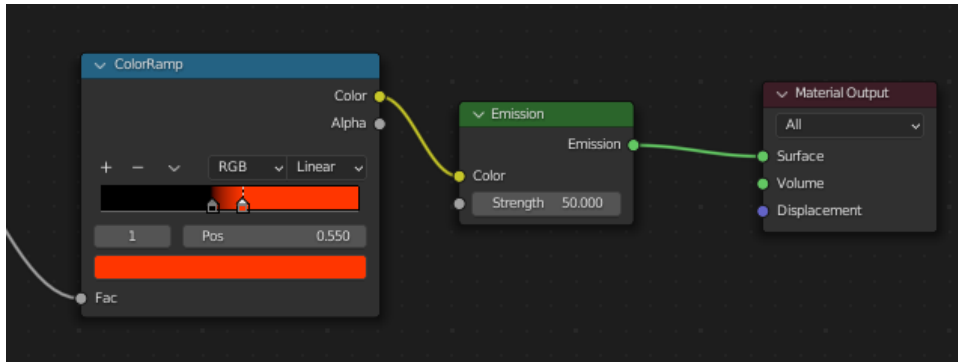 ColorRamp
Color
Alpha
RGB Linear
1 Pos 0.550
Fac
Emission
Emission
Color
Strength 50.000
Material Output
All
Surface
Volume
Displacement